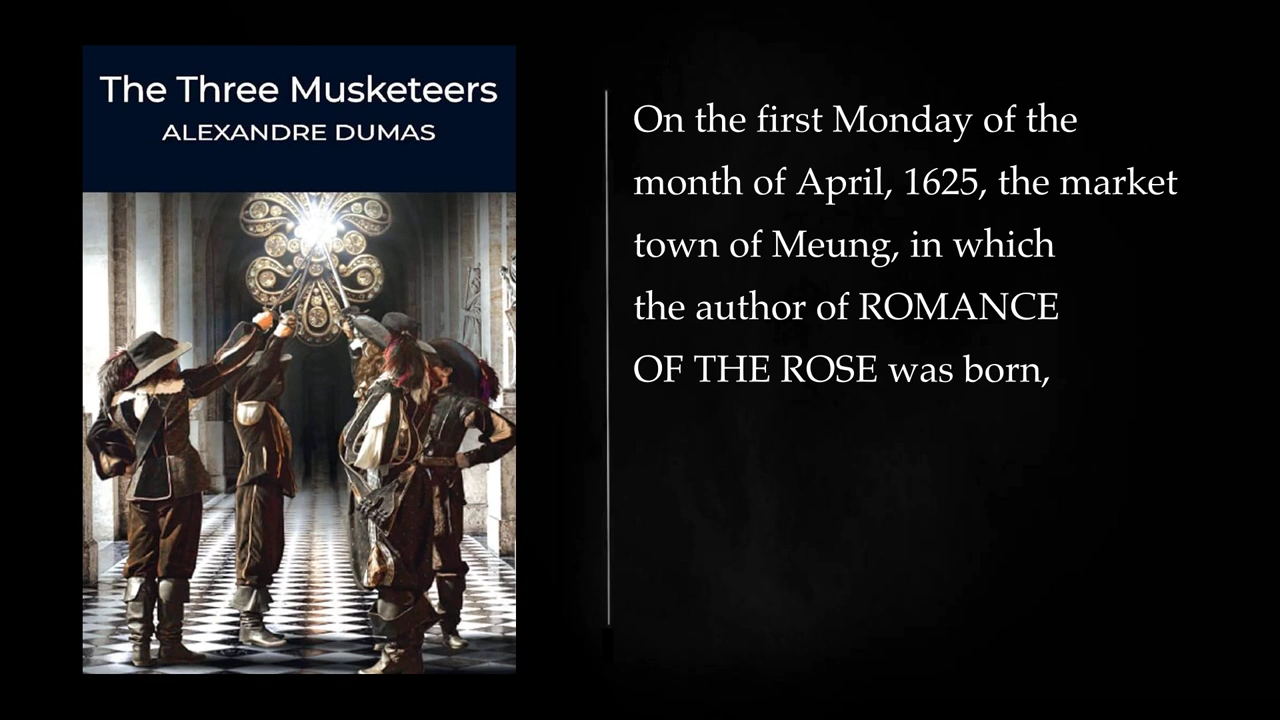 The Three Musketeers
ALEXANDRE DUMAS
On the first Monday of the
month of April, 1625, the market
town of Meung, in which
the author of ROMANCE
OF THE ROSE was born,